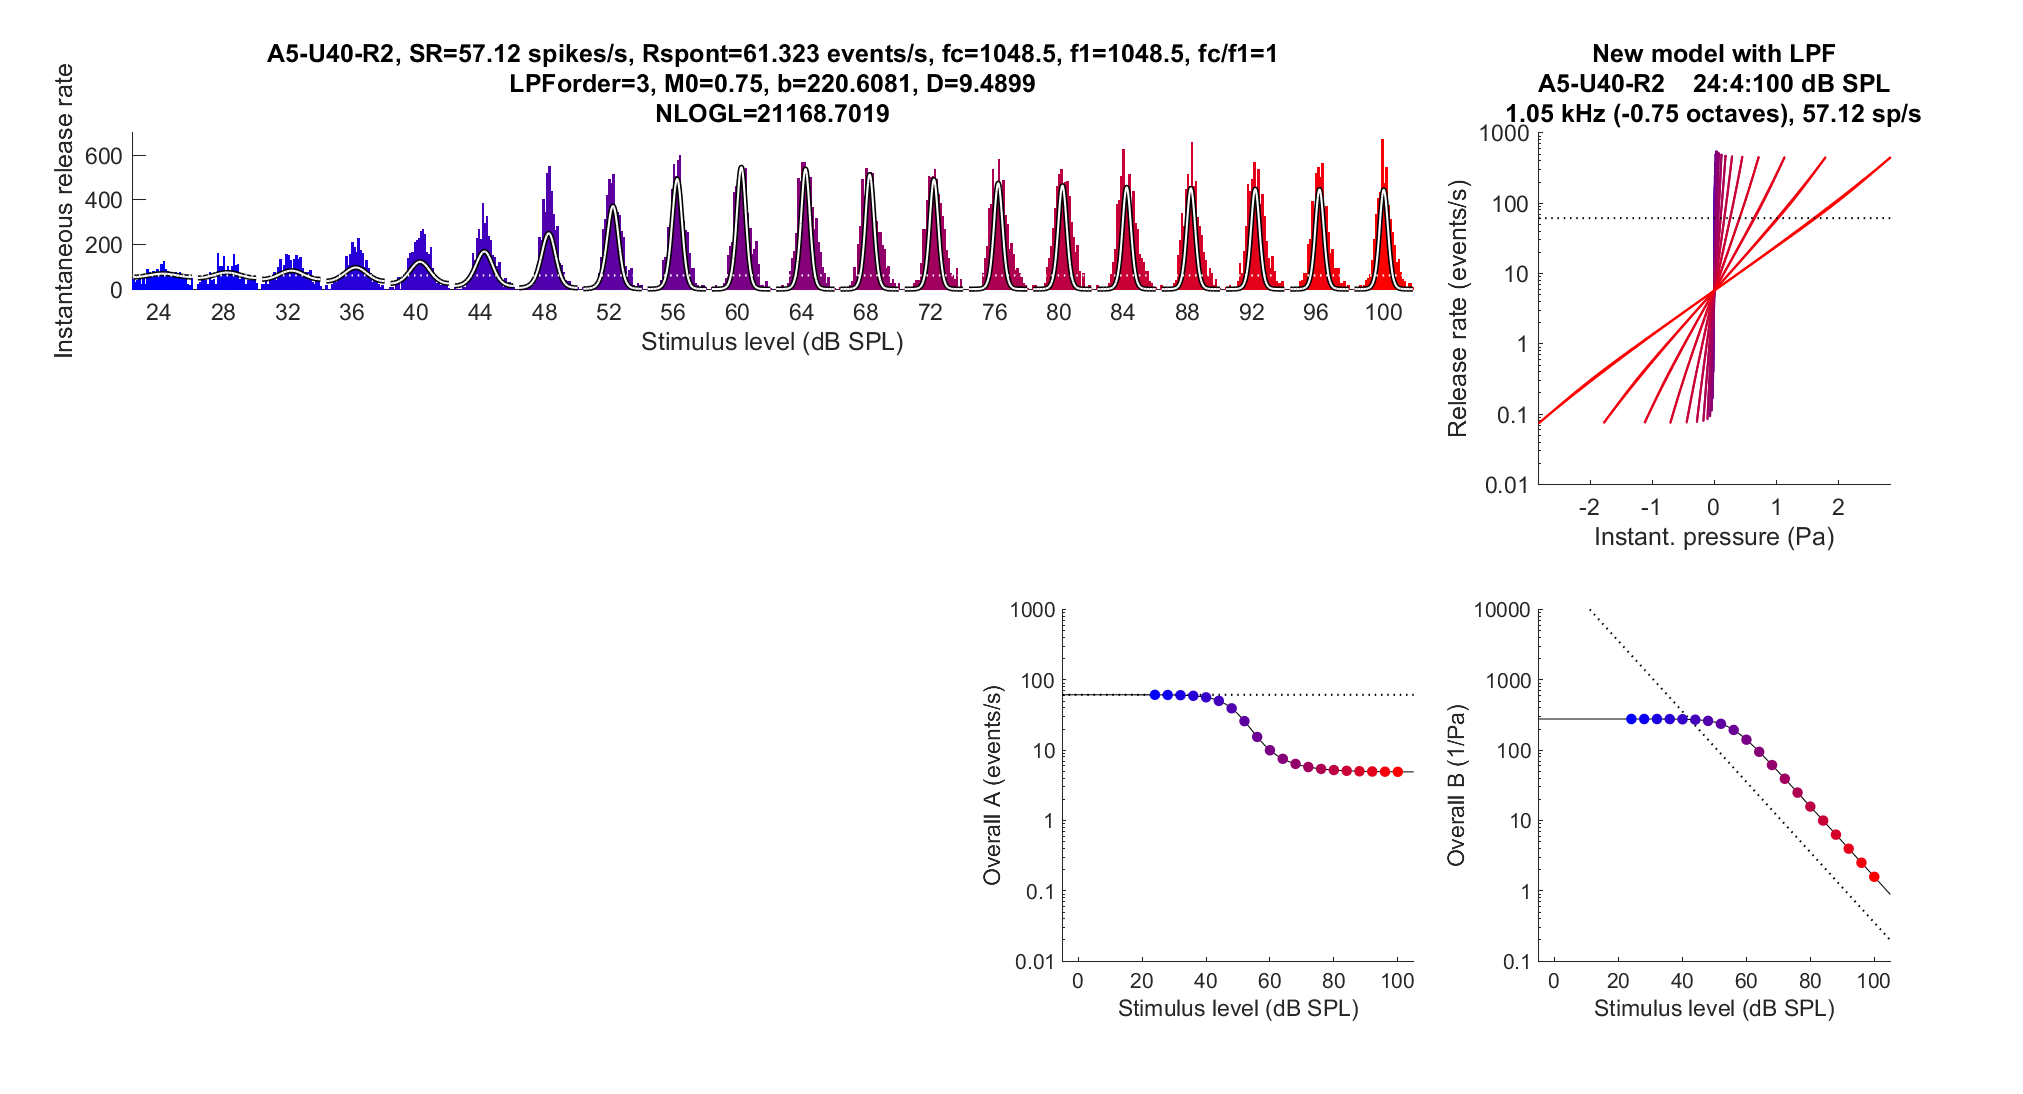 A5-U40-R2, SR=57.12 spikes/s, Rspont=61.323 events/s, fc=1048.5, f1=1048.5, fc/f1=1
LPForder=3, M0=0.75, b=220.6081, D=9.4899
NLOGL=21168.7019
Instantaneous release rate
600
400
200
0
24 28 32 36 40 44 48 52 56 60 64 68 72 76 80 84 88 92 96 100
Stimulus level (dB SPL)
New model with LPF
A5-U40-R2 24:4:100 dB SPL
1.05 kHz (-0.75 octaves), 57.12 sp/s
Release rate (events/s)
1000
100
10
1
0.1
0.01
-2 -1 0 1 2
Instant. pressure (Pa)
Overall A (events/s)
1000
100
10
1
0.1
0.01
0 20 40 60 80 100
Stimulus level (dB SPL)
Overall B (1/Pa)
10000
1000
100
10
1
0.1
0 20 40 60 80 100
Stimulus level (dB SPL)